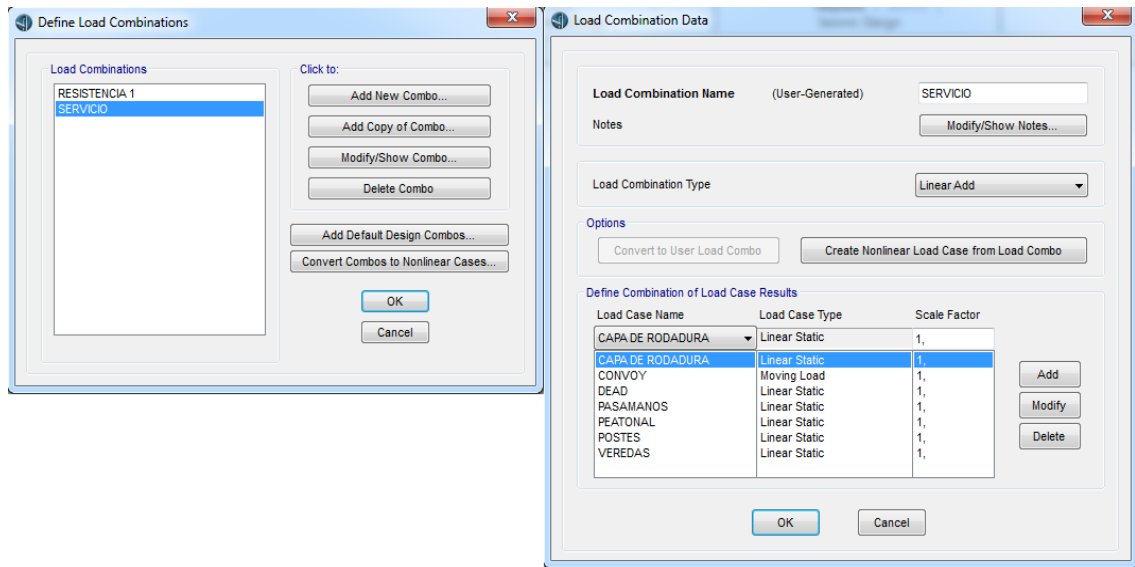 Define Load Combinations
Load Combinations
RESISTENCIA 1
SERVICIO
Click to:
Add New Combo...
Add Copy of Combo...
Modify/Show Combo...
Delete Combo
Add Default Design Combos...
Convert Combos to Nonlinear Cases...
OK
Cancel
Load Combination Data
Load Combination Name (User-Generated) SERVICIO
Notes Modify/Show Notes...
Load Combination Type Linear Add
Options
Convert to User Load Combo Create Nonlinear Load Case from Load Combo
Define Combination of Load Case Results
Load Case Name Load Case Type Scale Factor
CAPA DE RODADURA Linear Static 1,
CAPA DE RODADURA Linear Static 1,
CONVOY Moving Load 1,
DEAD Linear Static 1,
PASAMANOS Linear Static 1,
PEATONAL Linear Static 1,
POSTES Linear Static 1,
VEREDAS Linear Static 1,
Add
Modify
Delete
OK Cancel